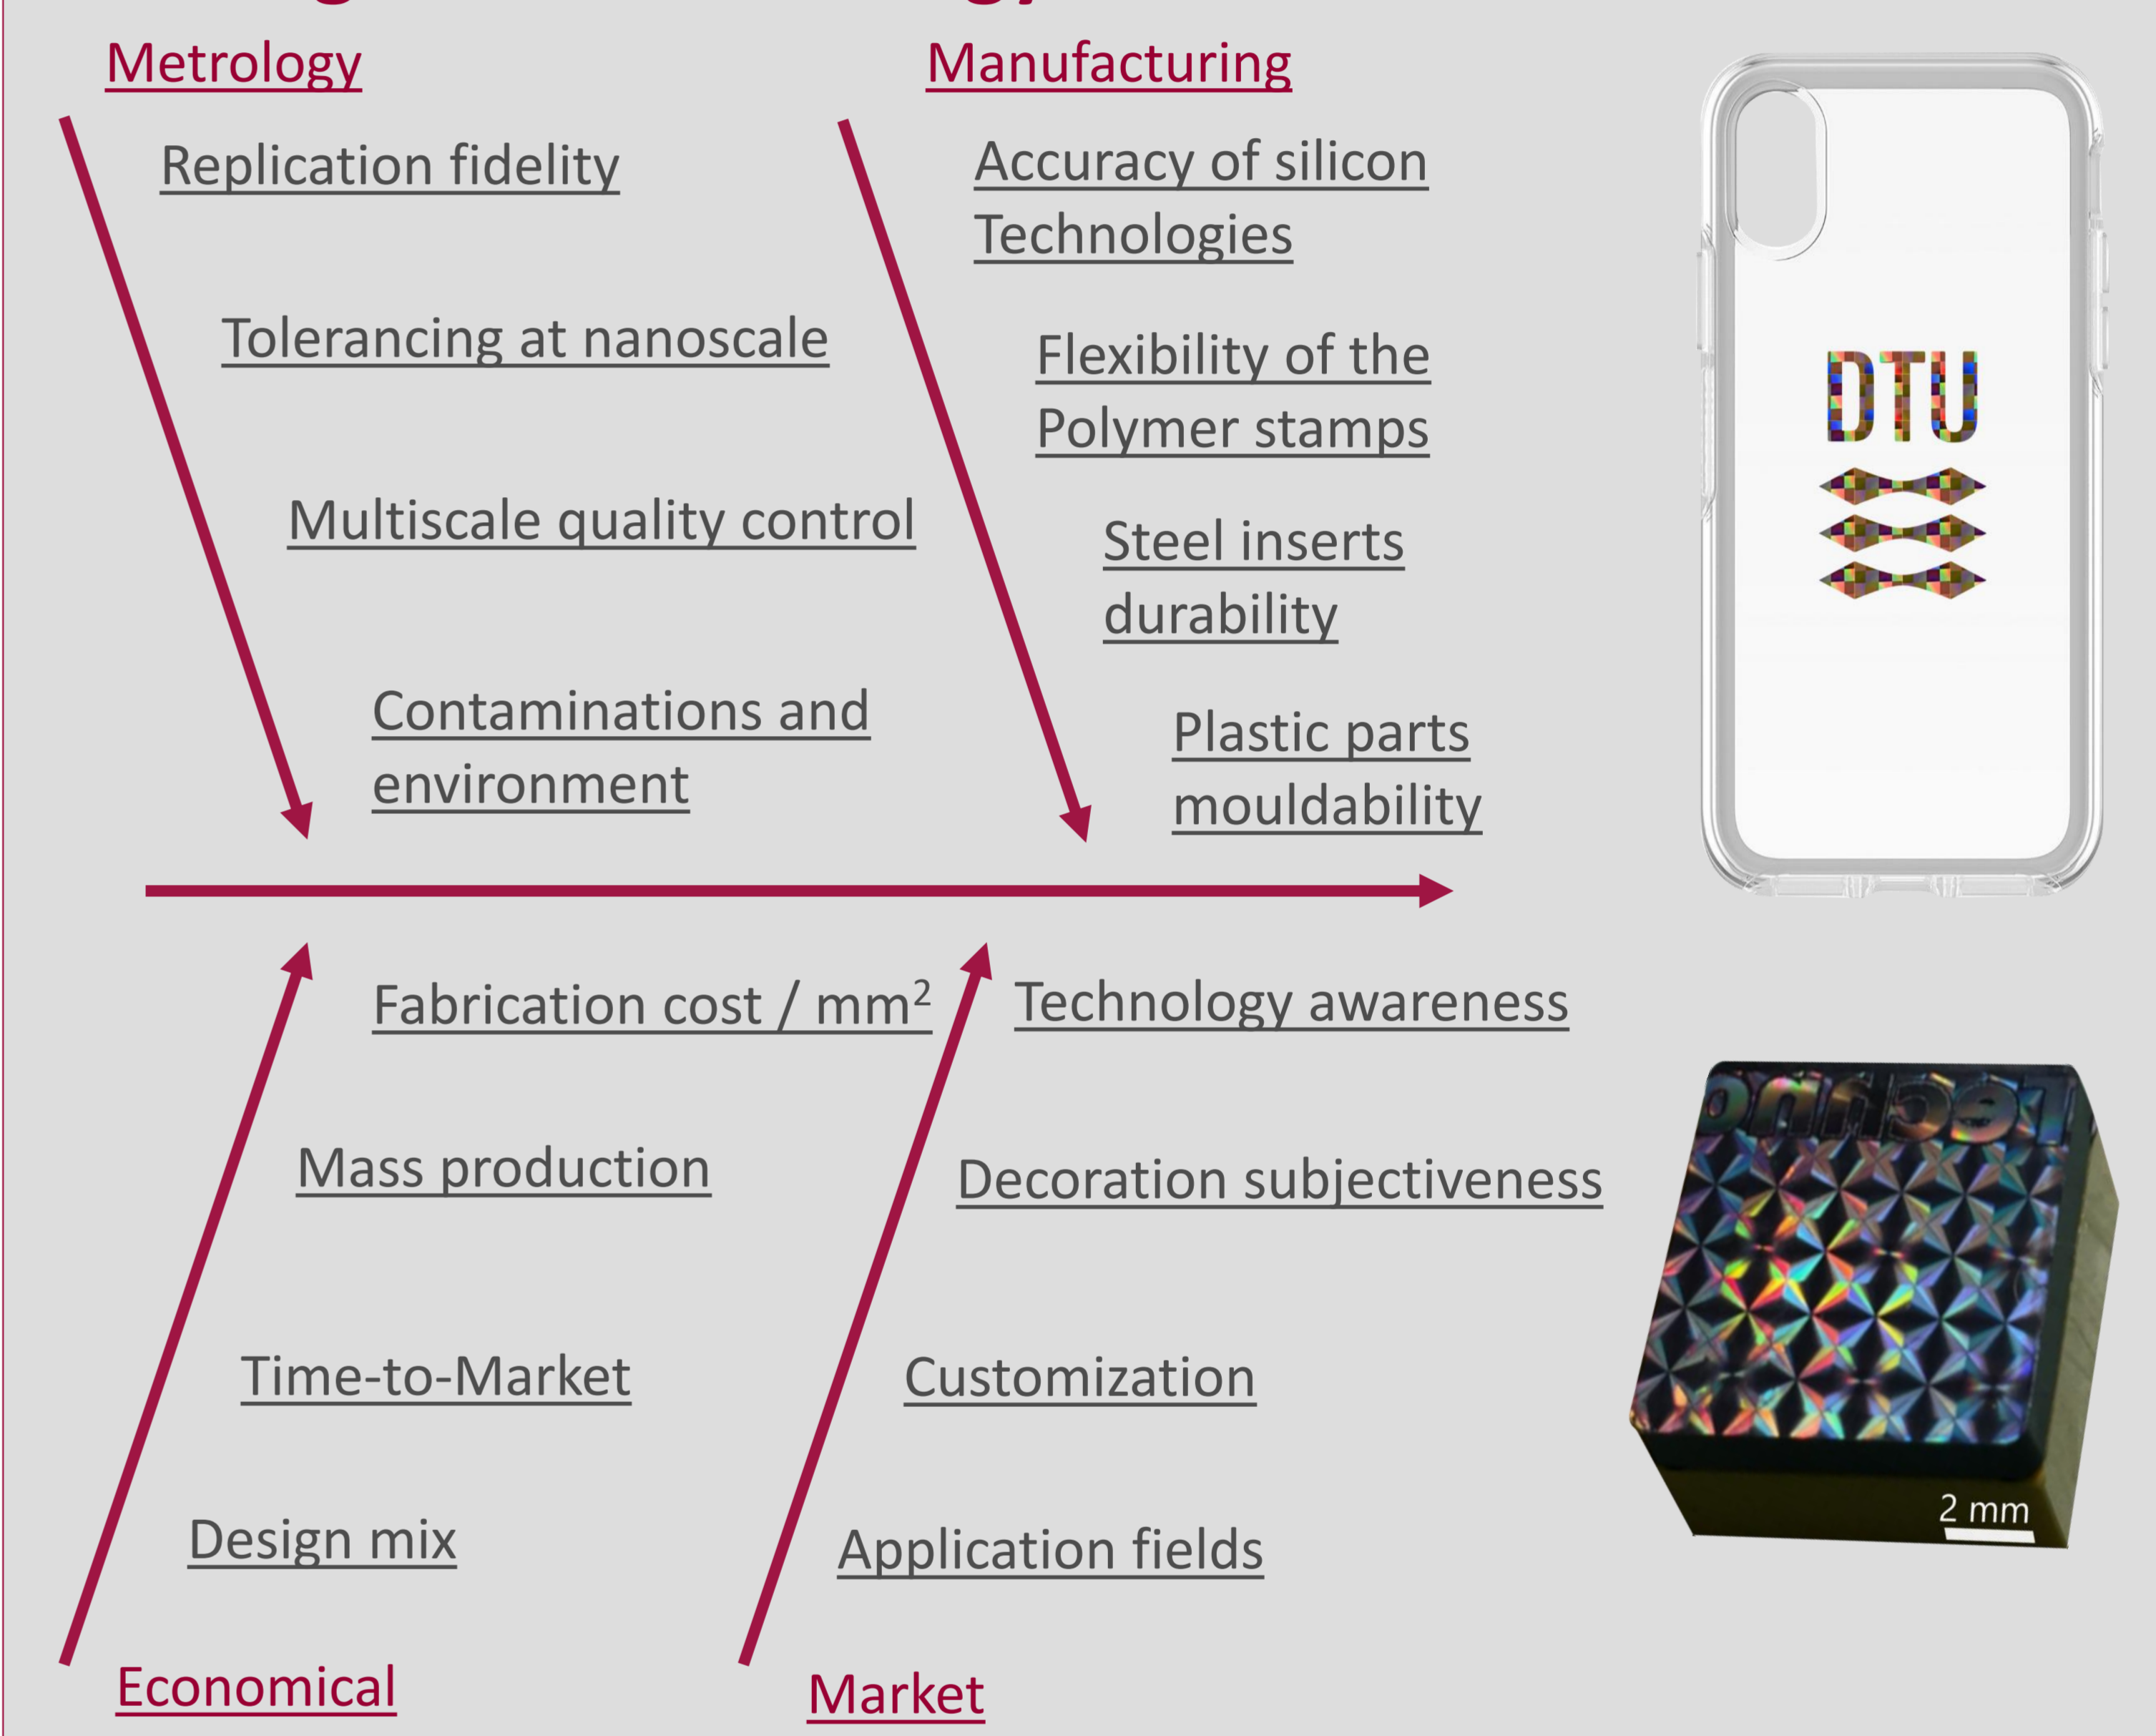 Metrology
Replication fidelity
Tolerancing at nanoscale
Multiscale quality control
Contaminations and
environment
Manufacturing
Accuracy of silicon
Technologies
Flexibility of the
Polymer stamps
Steel inserts
durability
Plastic parts
mouldability
Fabrication cost / mm²
Mass production
Time-to-Market
Design mix
Economical
Technology awareness
Decoration subjectiveness
Customization
Application fields
Market
DTU
2 mm